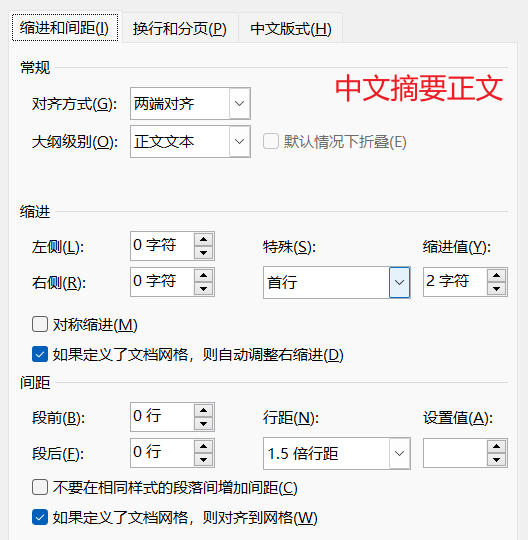 缩进和间距(I) 换行和分页(P) 中文版式(H)
常规
中文摘要正文
对齐方式(G): 两端对齐
大纲级别(O): 正文文本 默认情况下折叠(E)
缩进
左侧(L): 0 字符 特殊(S): 缩进值(Y):
右侧(R): 0 字符 首行 2 字符
对称缩进(M)
如果定义了文档网格，则自动调整右缩进(D)
间距
段前(B): 0 行 行距(N): 设置值(A):
段后(F): 0 行 1.5 倍行距
不要在相同样式的段落间增加间距(C)
如果定义了文档网格，则对齐到网格(W)